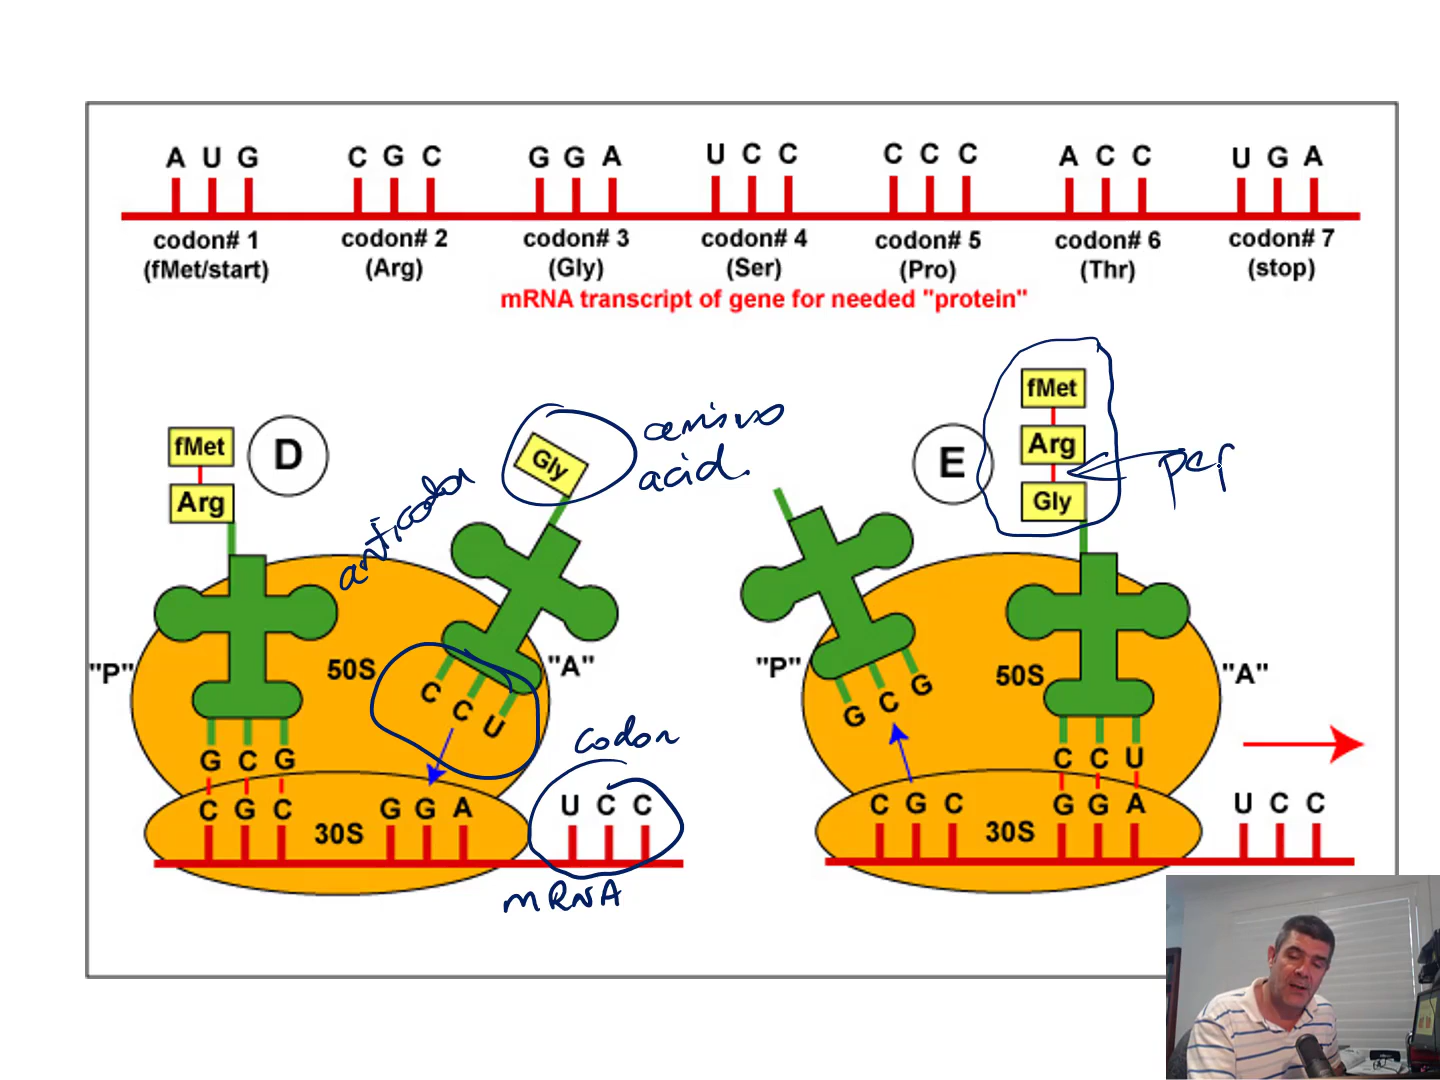 A U G C G C G G A U C C C C C A C C U G A
codon# 1 codon# 2 codon# 3 codon# 4 codon# 5 codon# 6 codon# 7
(fMet/start) (Arg) (Gly) (Ser) (Pro) (Thr) (stop)
mRNA transcript of gene for needed "protein"
fMet
Arg
D
Gly
amino
acid
anticodon
"P"
50S
"A"
C C U
G C G
codon
C G C
30S
G G A
U C C
mRNA
fMet
Arg
Gly
E
"P"
50S
"A"
G C G
C C U
C G C
30S
G G A
U C C